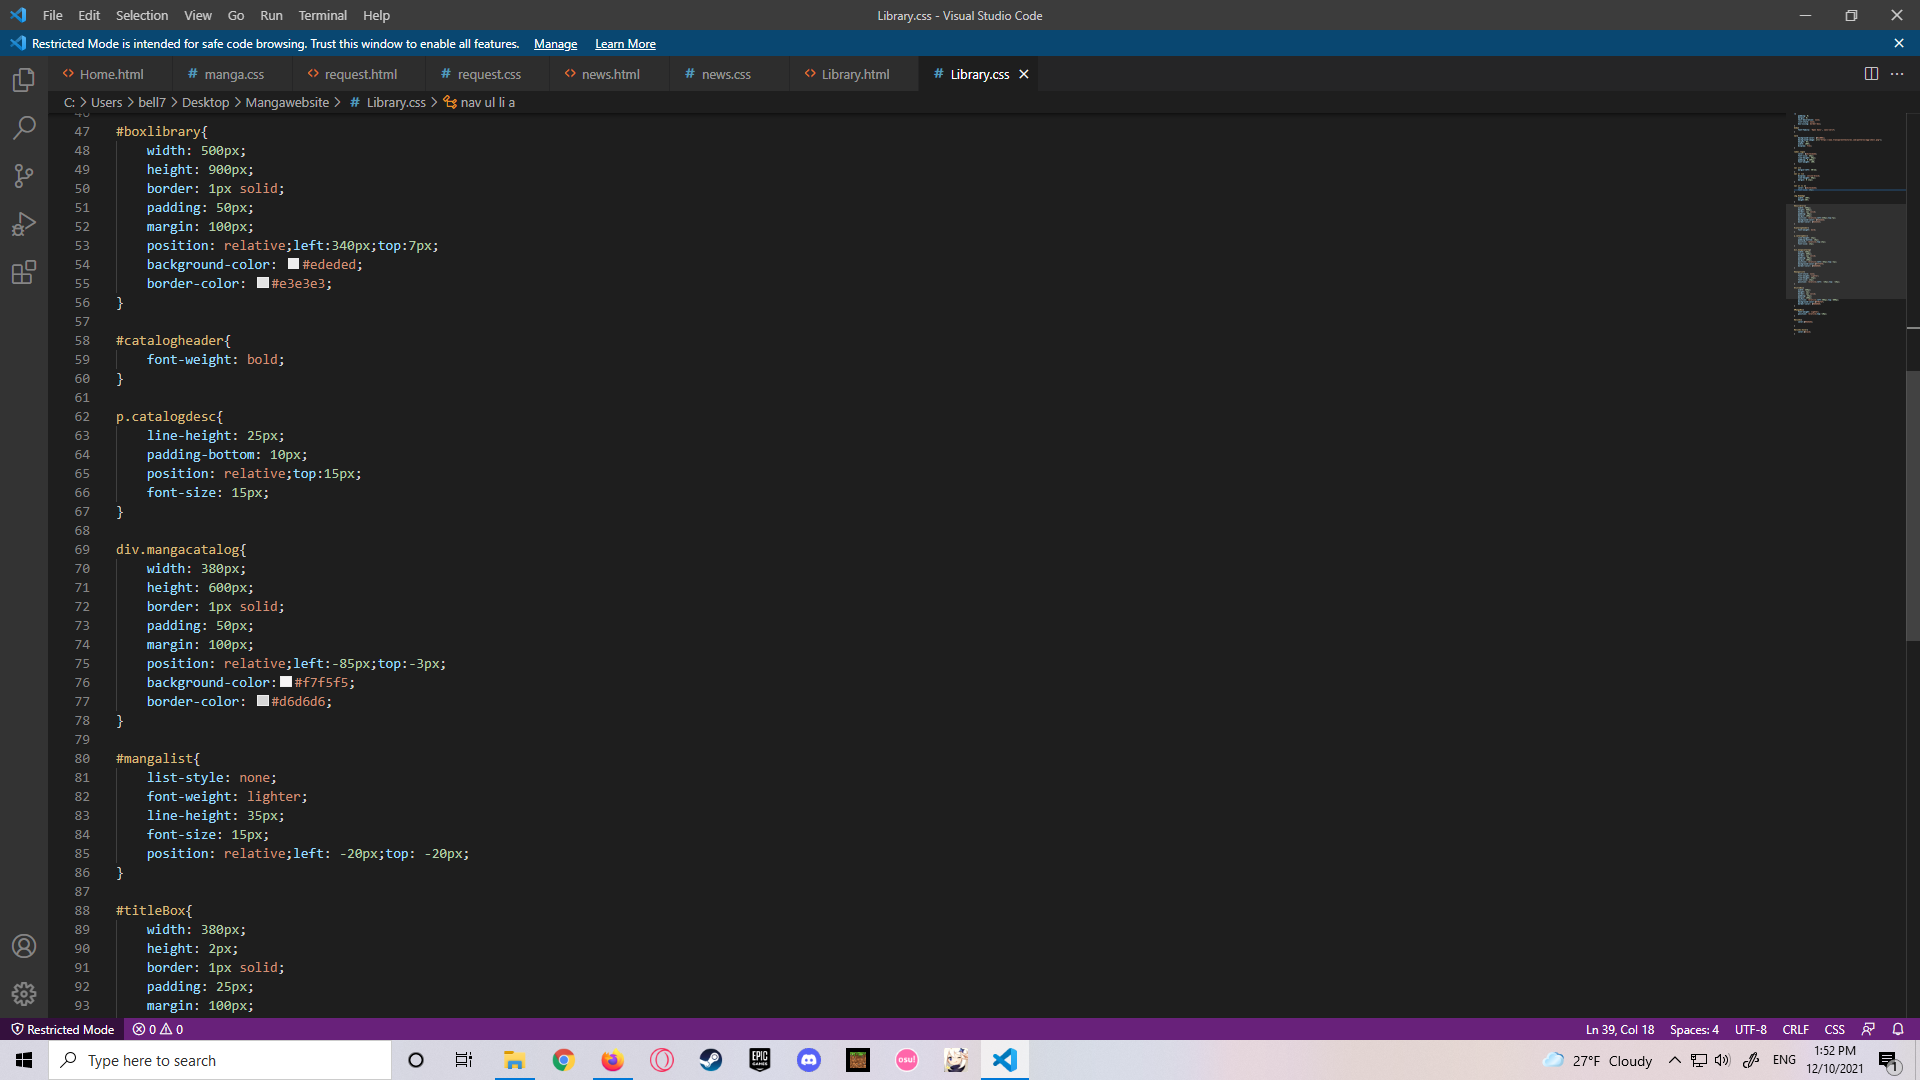 File Edit Selection View Go Run Terminal Help
Library.css - Visual Studio Code
Restricted Mode is intended for safe code browsing. Trust this window to enable all features. Manage Learn More
Home.html # manga.css request.html # request.css news.html # news.css Library.html # Library.css
C: > Users > bell7 > Desktop > Mangawebsite > # Library.css > nav ul li a
46
47 #boxlibrary{
48 width: 500px;
49 height: 900px;
50 border: 1px solid;
51 padding: 50px;
52 margin: 100px;
53 position: relative;left:340px;top:7px;
54 background-color: #ededed;
55 border-color: #e3e3e3;
56 }
57
58 #catalogheader{
59 font-weight: bold;
60 }
61
62 p.catalogdesc{
63 line-height: 25px;
64 padding-bottom: 10px;
65 position: relative;top:15px;
66 font-size: 15px;
67 }
68
69 div.mangacatalog{
70 width: 380px;
71 height: 600px;
72 border: 1px solid;
73 padding: 50px;
74 margin: 100px;
75 position: relative;left:-85px;top:-3px;
76 background-color: #f7f5f5;
77 border-color: #d6d6d6;
78 }
79
80 #mangalist{
81 list-style: none;
82 font-weight: lighter;
83 line-height: 35px;
84 font-size: 15px;
85 position: relative;left: -20px;top: -20px;
86 }
87
88 #titleBox{
89 width: 380px;
90 height: 2px;
91 border: 1px solid;
92 padding: 25px;
93 margin: 100px;
Restricted Mode 0 0
Ln 39, Col 18 Spaces: 4 UTF-8 CRLF CSS
Type here to search
EPIC GAMES
osu!
27°F Cloudy
ENG
1:52 PM
12/10/2021
1